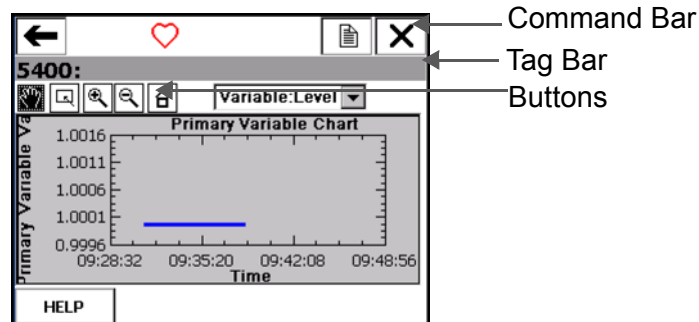 Command Bar
5400:
Tag Bar
Variable:Level
Buttons
Primary Variable Chart
Primary Variable Va
1.0016
1.0011
1.0006
1.0001
0.9996
09:28:32 09:35:20 09:42:08 09:48:56
Time
HELP